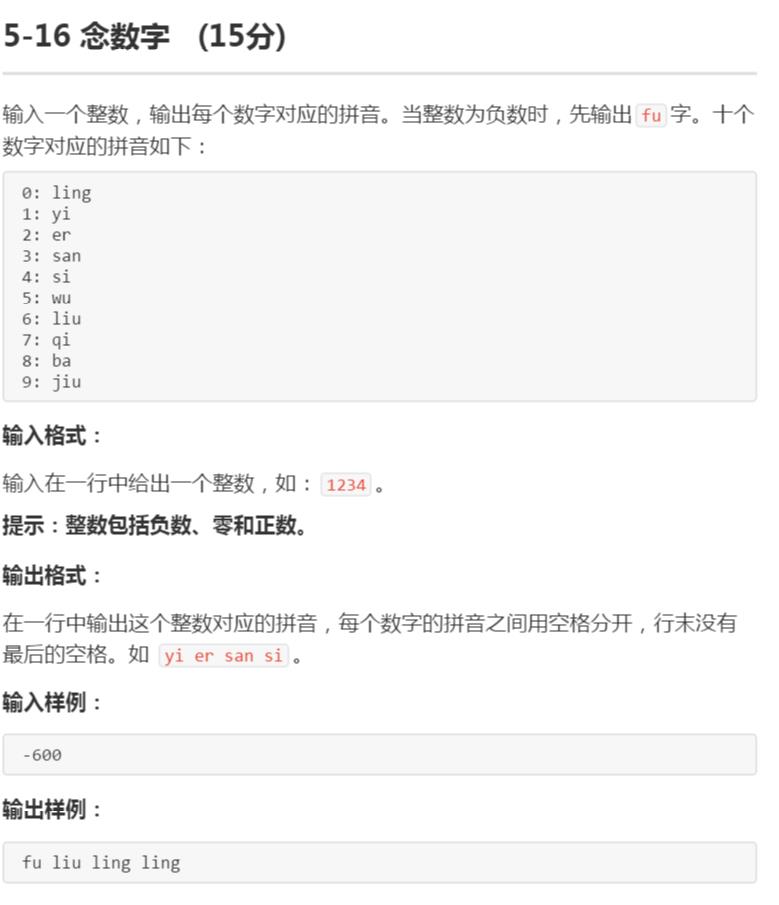 5-16 念数字 (15分)
输入一个整数，输出每个数字对应的拼音。当整数为负数时，先输出 fu 字。十个
数字对应的拼音如下：
0: ling
1: yi
2: er
3: san
4: si
5: wu
6: liu
7: qi
8: ba
9: jiu
输入格式：
输入在一行中给出一个整数，如： 1234 。
提示：整数包括负数、零和正数。
输出格式：
在一行中输出这个整数对应的拼音，每个数字的拼音之间用空格分开，行末没有
最后的空格。如 yi er san si 。
输入样例：
-600
输出样例：
fu liu ling ling